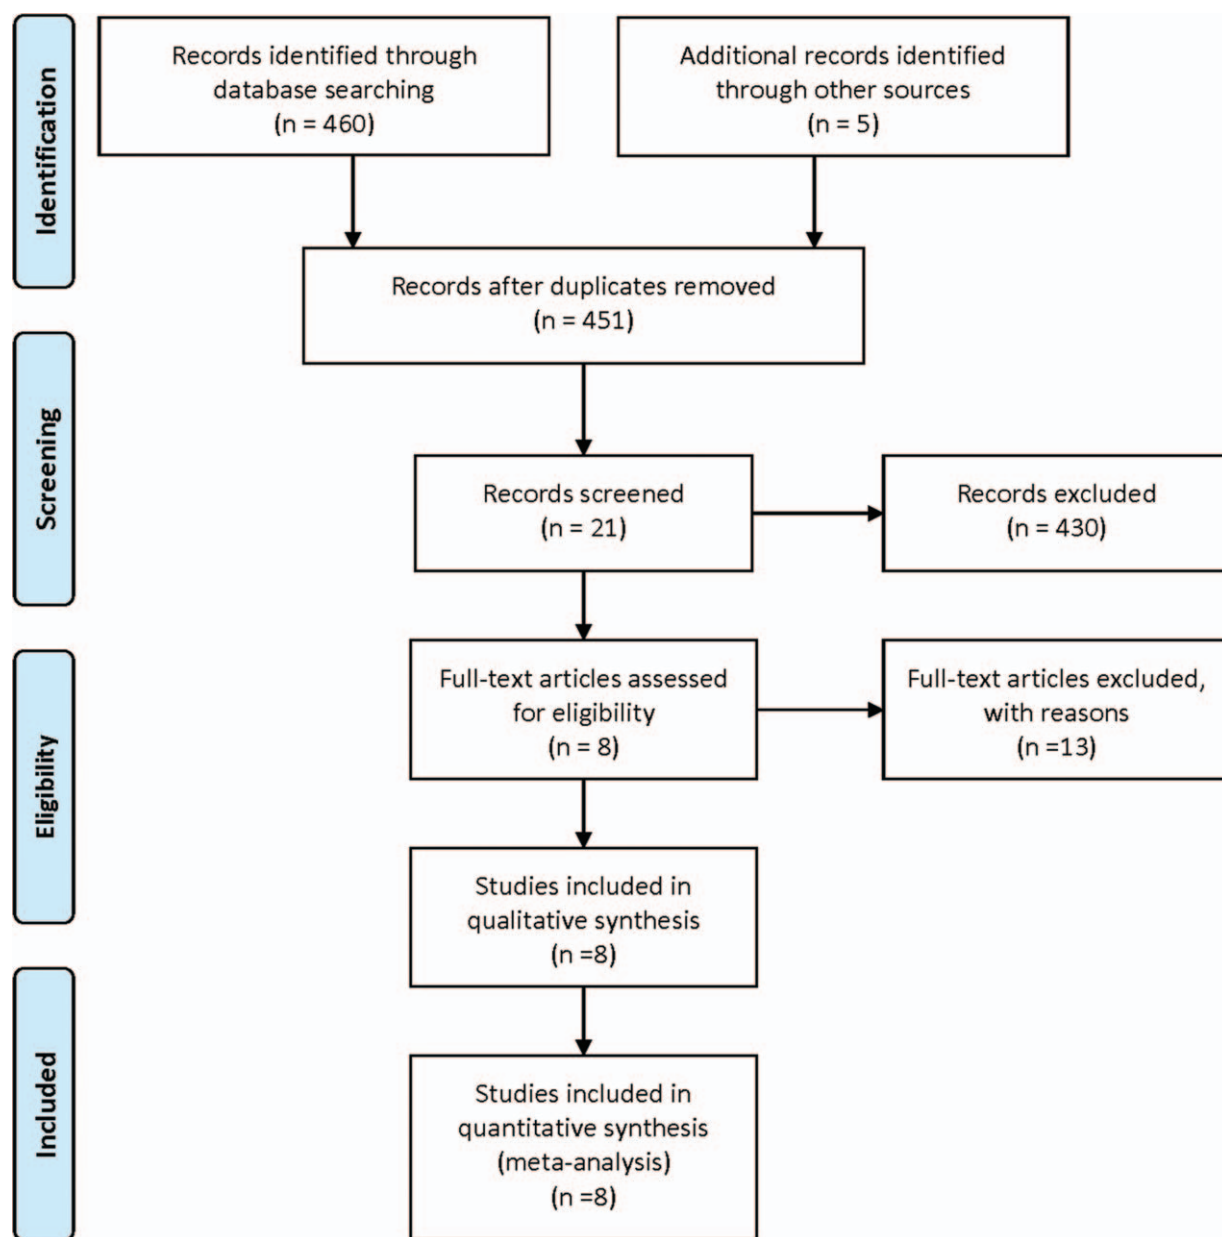 Identification
Records identified through
database searching
(n = 460)
Additional records identified
through other sources
(n = 5)
Records after duplicates removed
(n = 451)
Screening
Records screened
(n = 21)
Records excluded
(n = 430)
Eligibility
Full-text articles assessed
for eligibility
(n = 8)
Full-text articles excluded,
with reasons
(n =13)
Studies included in
qualitative synthesis
(n =8)
Included
Studies included in
quantitative synthesis
(meta-analysis)
(n =8)